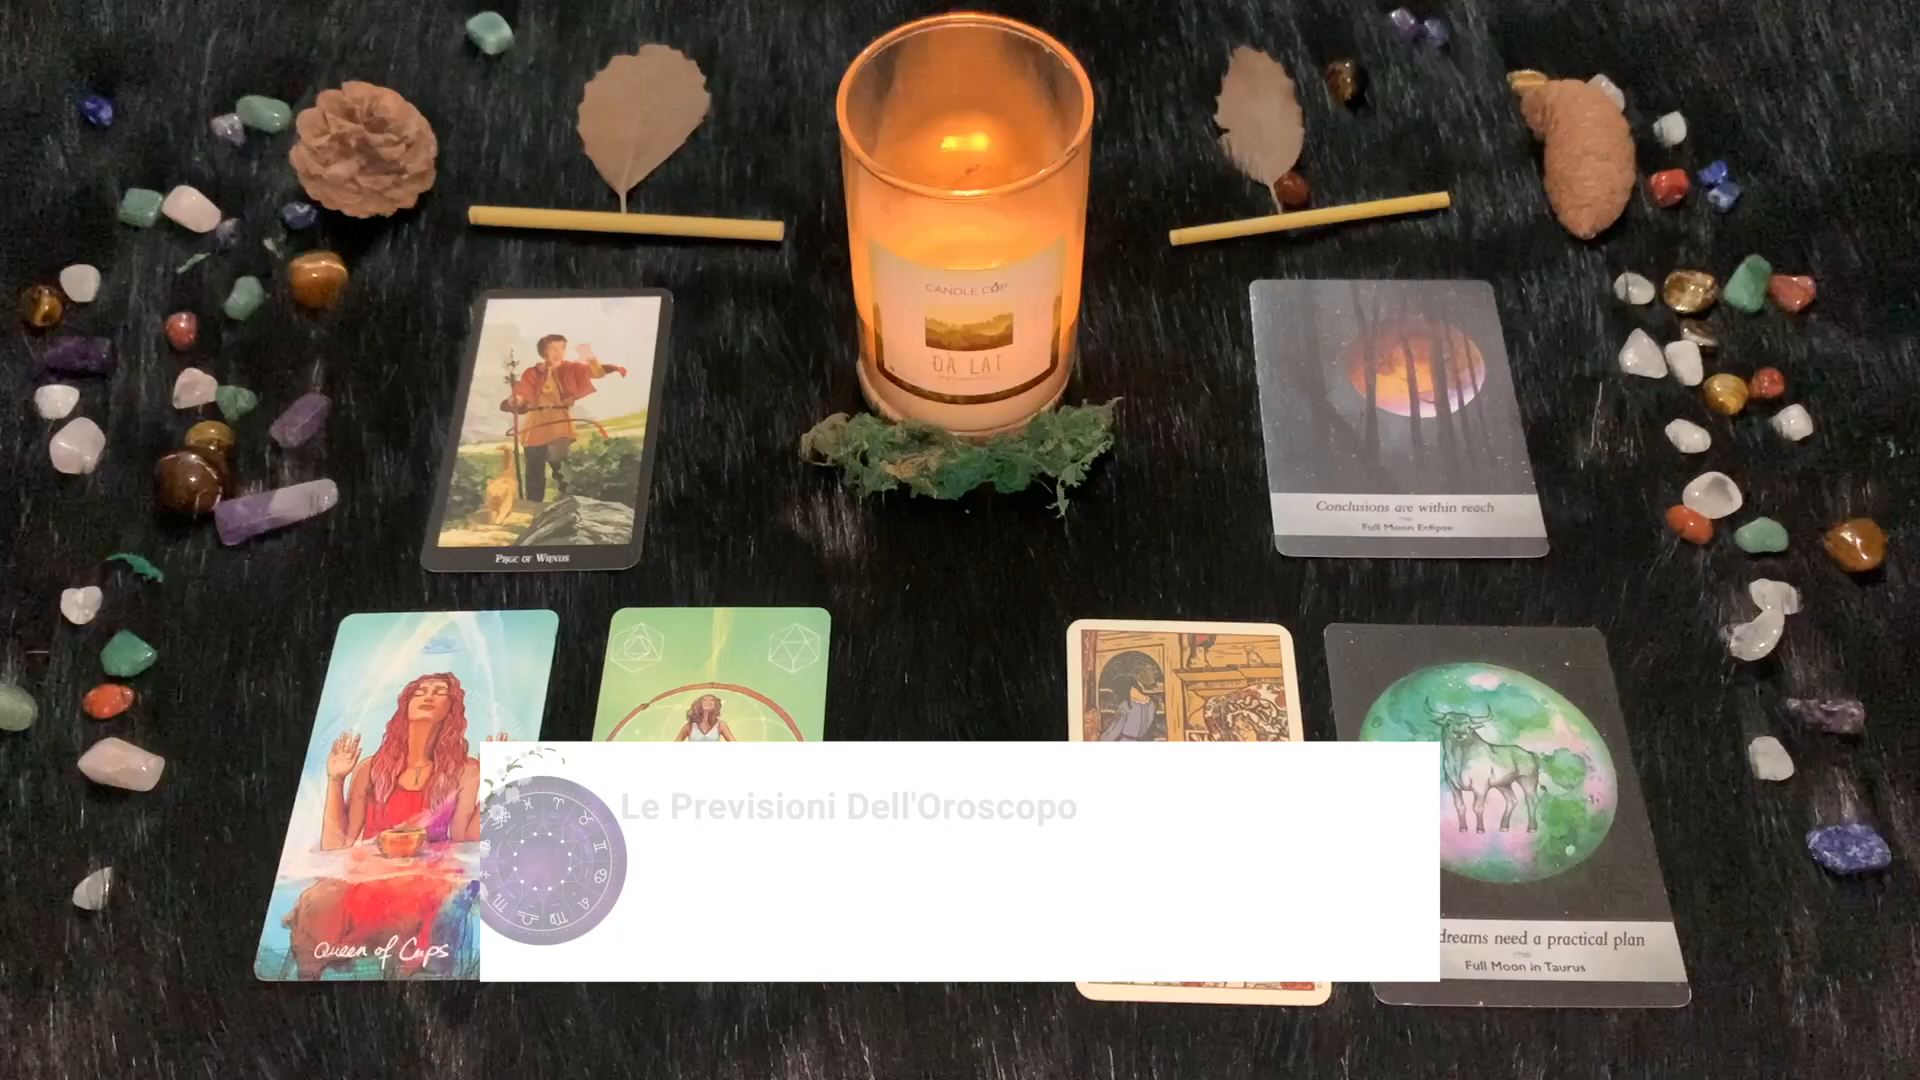 CANDLE CUP
ĐÀ LẠT
PAGE OF WANDS
Conclusions are within reach
Full Moon Eclipse
Le Previsioni Dell'Oroscopo
Queen of Cups
dreams need a practical plan
Full Moon in Taurus